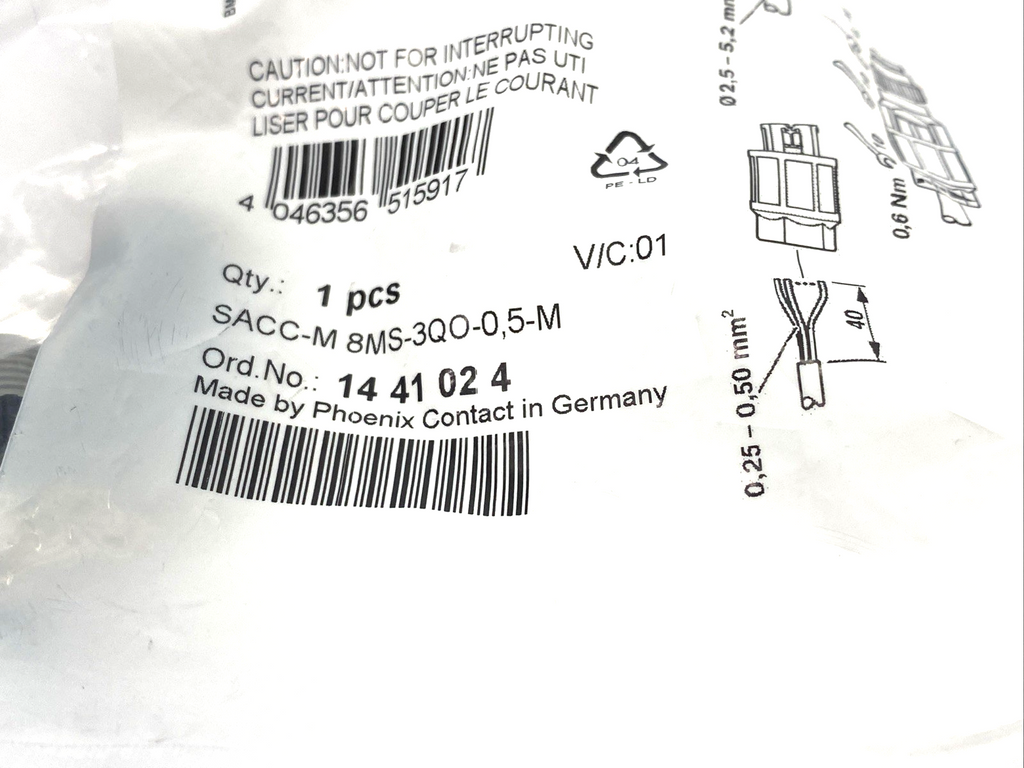 CAUTION:NOT FOR INTERRUPTING
CURRENT/ATTENTION:NE PAS UTI
LISER POUR COUPER LE COURANT
4 046356 515917
04
PE-LD
V/C:01
Qty.: 1 pcs
SACC-M 8MS-3QO-0,5-M
Ord.No.: 14 41 02 4
Made by Phoenix Contact in Germany
Ø 2,5 – 5,2 mm
0,6 Nm
40
0,25 – 0,50 mm²